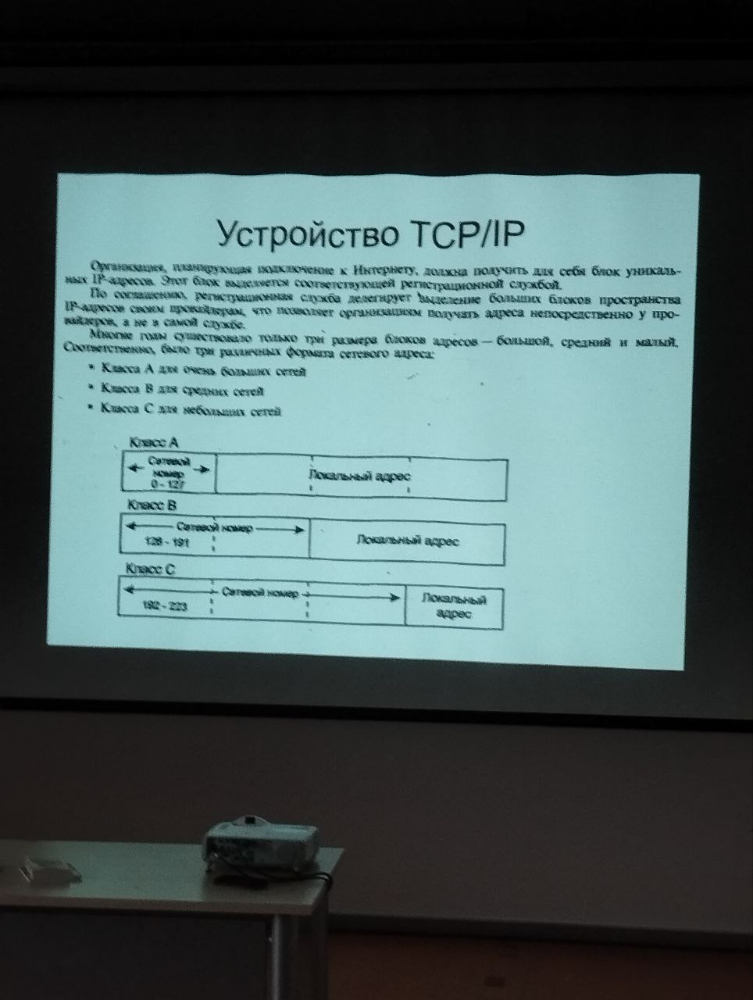 Устройство TCP/IP
Организация, планирующая подключение к Интернету, должна получить для себя блок уникаль-
ных IP-адресов. Этот блок выделяется соответствующей регистрационной службой.
По соглашению, регистрационная служба делегирует выделение больших блоков пространства
IP-адресов своим провайдерам, что позволяет организациям получать адреса непосредственно у про-
вайдеров, а не в самой службе.
Многие годы существовало только три размера блоков адресов — большой, средний и малый.
Соответственно, было три различных формата сетевого адреса:
• Класса A для очень больших сетей
• Класса B для средних сетей
• Класса C для небольших сетей
Класс A
Сетевой
номер
0 - 127
Локальный адрес
Класс B
Сетевой номер
128 - 191
Локальный адрес
Класс C
Сетевой номер
192 - 223
Локальный
адрес